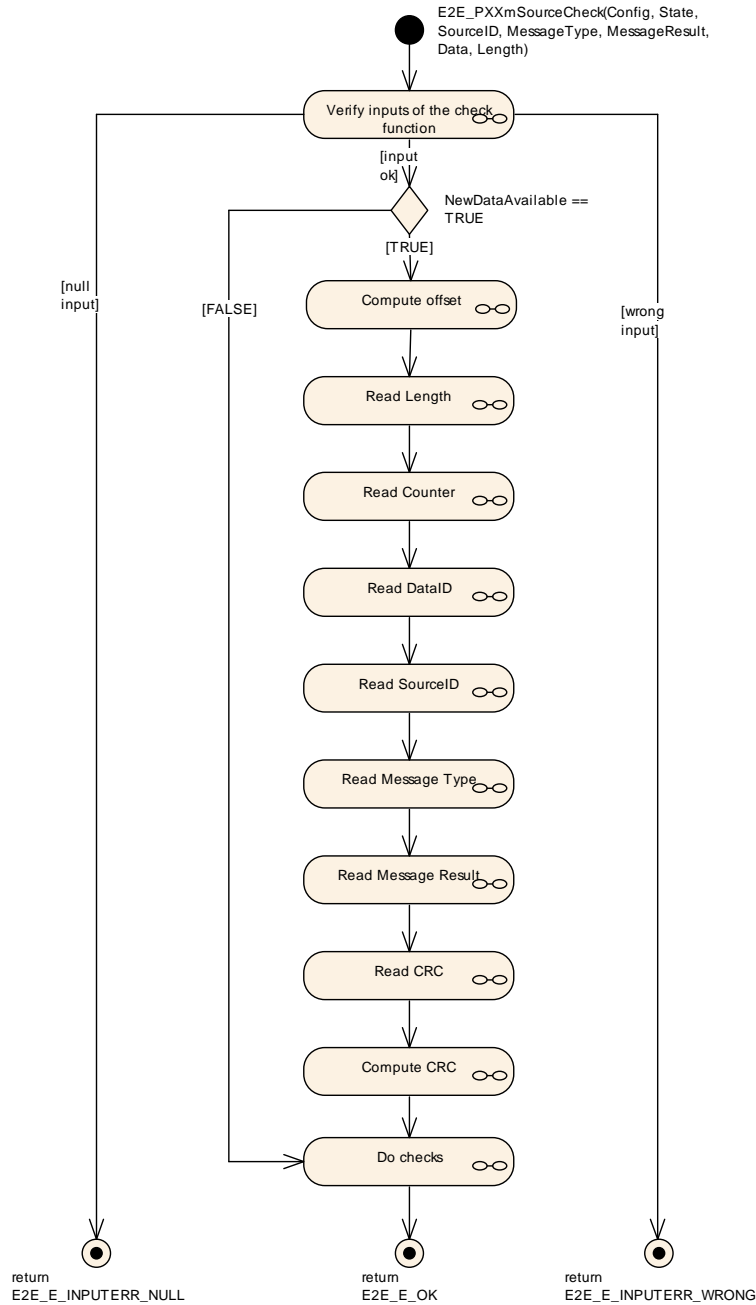 E2E_PXXmSourceCheck(Config, State,
SourceID, MessageType, MessageResult,
Data, Length)
Verify inputs of the check
function
[input
ok]
NewDataAvailable ==
TRUE
[TRUE]
[null
input]
[FALSE]
[wrong
input]
Compute offset
Read Length
Read Counter
Read DataID
Read SourceID
Read Message Type
Read Message Result
Read CRC
Compute CRC
Do checks
return
E2E_E_INPUTERR_NULL
return
E2E_E_OK
return
E2E_E_INPUTERR_WRONG